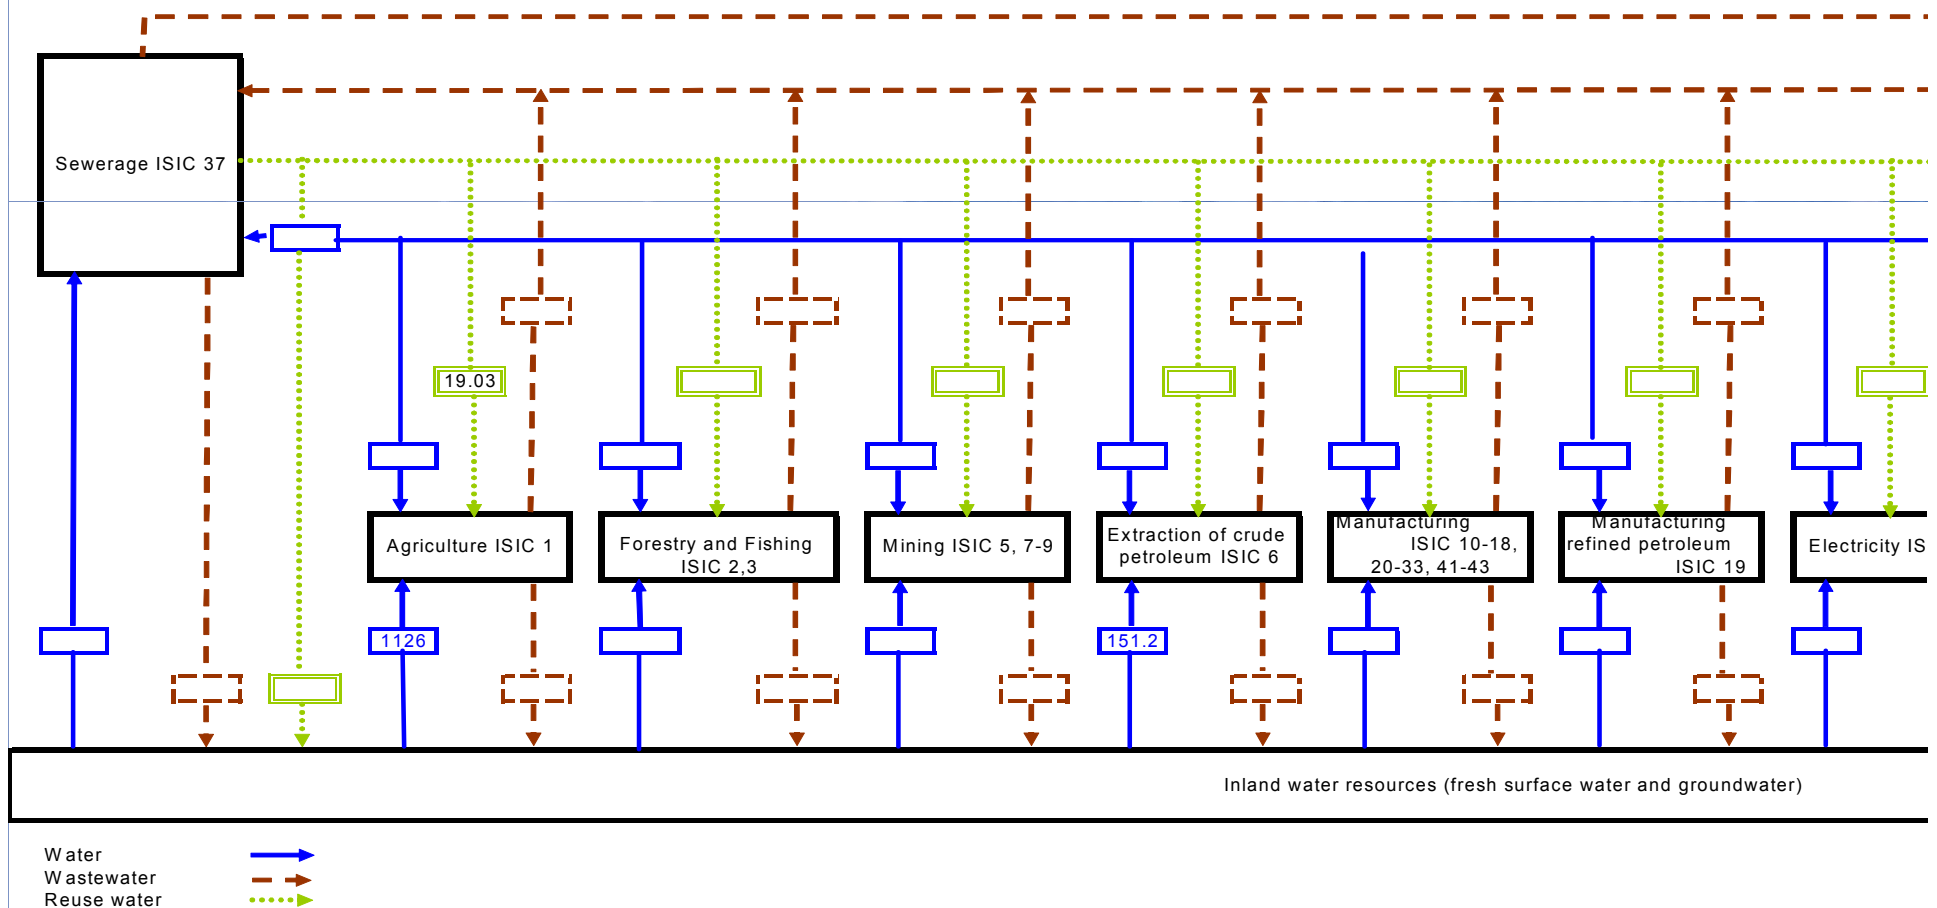 Sewerage ISIC 37
19.03
Agriculture ISIC 1
Forestry and Fishing
ISIC 2,3
Mining ISIC 5, 7-9
Extraction of crude
petroleum ISIC 6
Manufacturing
ISIC 10-18,
20-33, 41-43
Manufacturing
refined petroleum
ISIC 19
Electricity IS
1126
151.2
Inland water resources (fresh surface water and groundwater)
Water
Wastewater
Reuse water